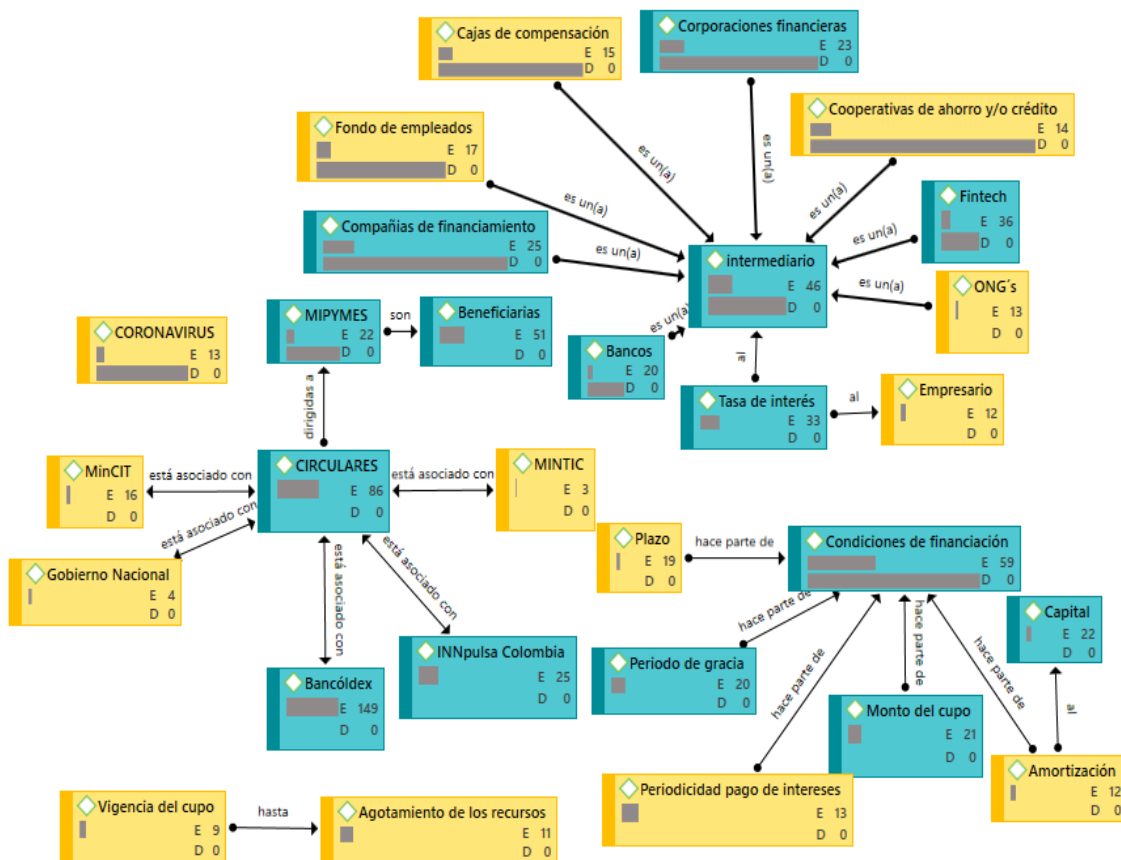 Cajas de compensación
E 15
D 0
Corporaciones financieras
E 23
D 0
Cooperativas de ahorro y/o crédito
E 14
D 0
Fondo de empleados
E 17
D 0
es un(a)
es un(a)
es un(a)
es un(a)
Fintech
E 36
D 0
es un(a)
Compañias de financiamiento
E 25
D 0
es un(a)
intermediario
E 46
D 0
es un(a)
ONG´s
E 13
D 0
CORONAVIRUS
E 13
D 0
MIPYMES
E 22
D 0
son
Beneficiarias
E 51
D 0
es un(a)
Bancos
E 20
D 0
al
Tasa de interés
E 33
D 0
al
Empresario
E 12
D 0
dirigidas a
MinCIT
E 16
D 0
está asociado con
CIRCULARES
E 86
D 0
está asociado con
MINTIC
E 3
D 0
está asociado con
Gobierno Nacional
E 4
D 0
está asociado con
está asociado con
Plazo
E 19
D 0
hace parte de
Condiciones de financiación
E 59
D 0
hace parte de
hace parte de
hace parte de
hace parte de
Capital
E 22
D 0
al
INNpulsa Colombia
E 25
D 0
Periodo de gracia
E 20
D 0
Bancóldex
E 149
D 0
Monto del cupo
E 21
D 0
Amortización
E 12
D 0
Periodicidad pago de intereses
E 13
D 0
Vigencia del cupo
E 9
D 0
hasta
Agotamiento de los recursos
E 11
D 0